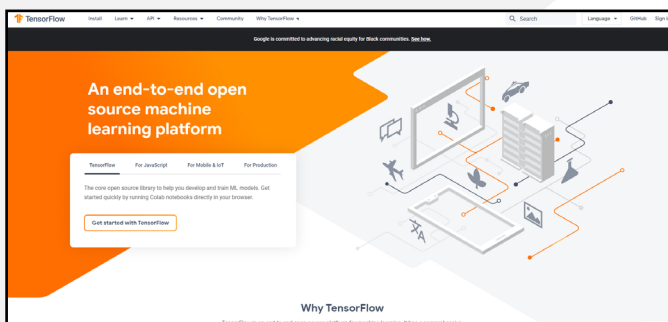 TensorFlow Install Learn API Resources Community Why TensorFlow Search Language GitHub Sign i
Google is committed to advancing racial equity for Black communities. See how.
An end-to-end open
source machine
learning platform
TensorFlow For JavaScript For Mobile & IoT For Production
The core open source library to help you develop and train ML models. Get
started quickly by running Colab notebooks directly in your browser.
Get started with TensorFlow
Why TensorFlow